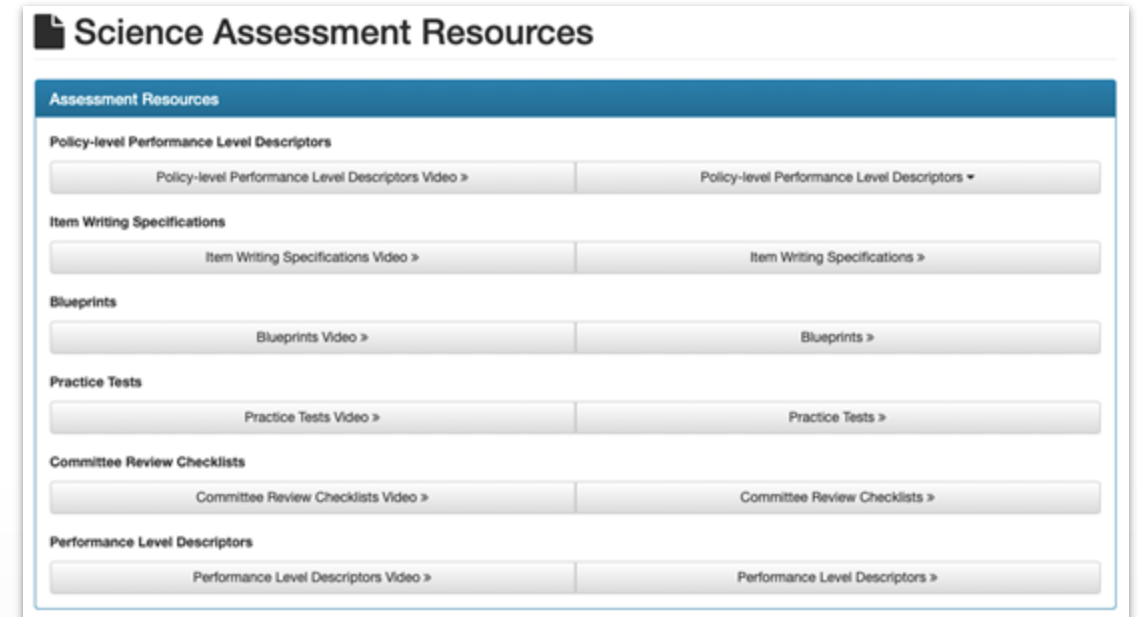 Science Assessment Resources
Assessment Resources
Policy-level Performance Level Descriptors
Policy-level Performance Level Descriptors Video »
Policy-level Performance Level Descriptors
Item Writing Specifications
Item Writing Specifications Video »
Item Writing Specifications »
Blueprints
Blueprints Video »
Blueprints »
Practice Tests
Practice Tests Video »
Practice Tests »
Committee Review Checklists
Committee Review Checklists Video »
Committee Review Checklists »
Performance Level Descriptors
Performance Level Descriptors Video »
Performance Level Descriptors »